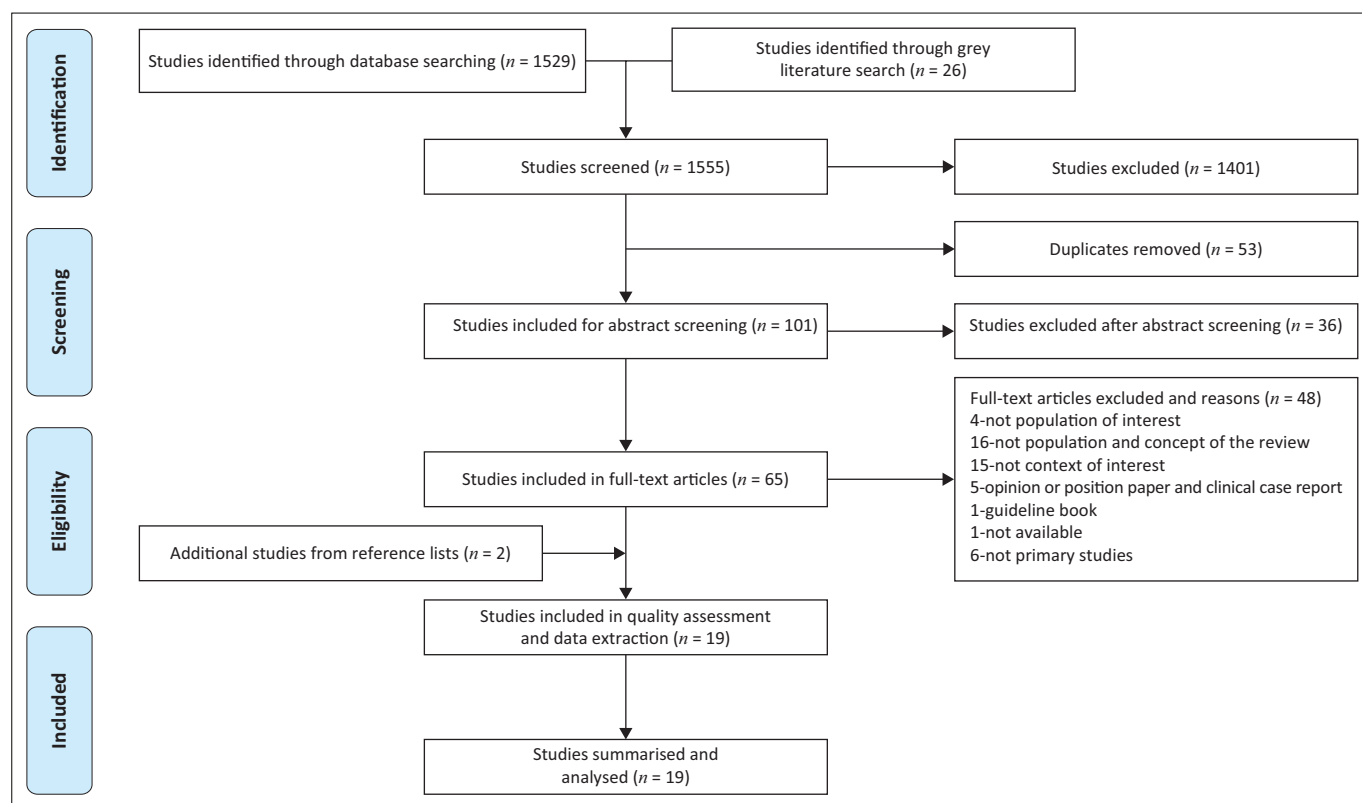 Identification
Studies identified through database searching (n = 1529)
Studies identified through grey
literature search (n = 26)
Studies screened (n = 1555)
Studies excluded (n = 1401)
Screening
Duplicates removed (n = 53)
Studies included for abstract screening (n = 101)
Studies excluded after abstract screening (n = 36)
Eligibility
Full-text articles excluded and reasons (n = 48)
4-not population of interest
16-not population and concept of the review
15-not context of interest
5-opinion or position paper and clinical case report
1-guideline book
1-not available
6-not primary studies
Studies included in full-text articles (n = 65)
Additional studies from reference lists (n = 2)
Included
Studies included in quality assessment
and data extraction (n = 19)
Studies summarised and
analysed (n = 19)